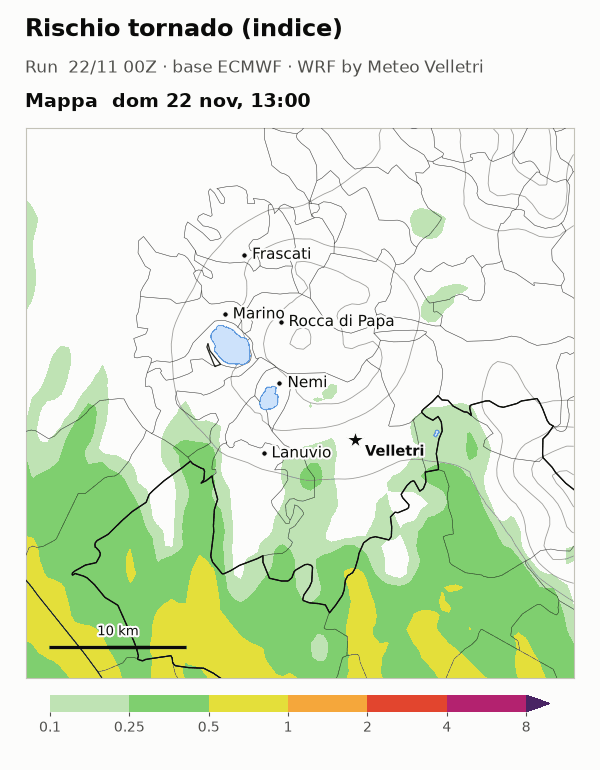 Rischio tornado (indice)
Run  22/11 00Z · base ECMWF · WRF by Meteo Velletri
Mappa  dom 22 nov, 13:00
Frascati
Marino
Rocca di Papa
Nemi
Velletri
Lanuvio
10 km
0.1 0.25 0.5 1 2 4 8